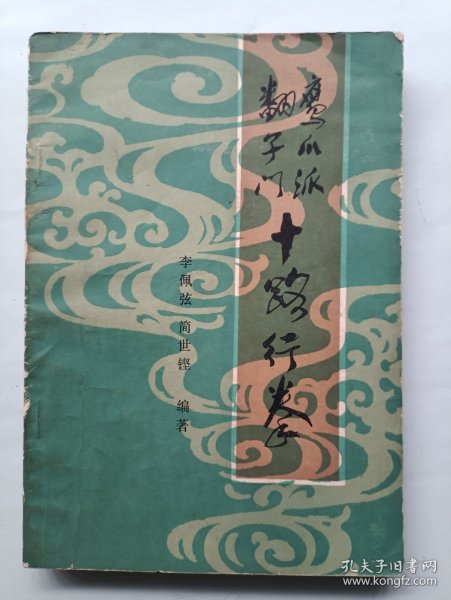 鹰爪派
翻子门
十路行拳
李佩弦 简世铿 编著
孔夫子旧书网
www.kongfz.com